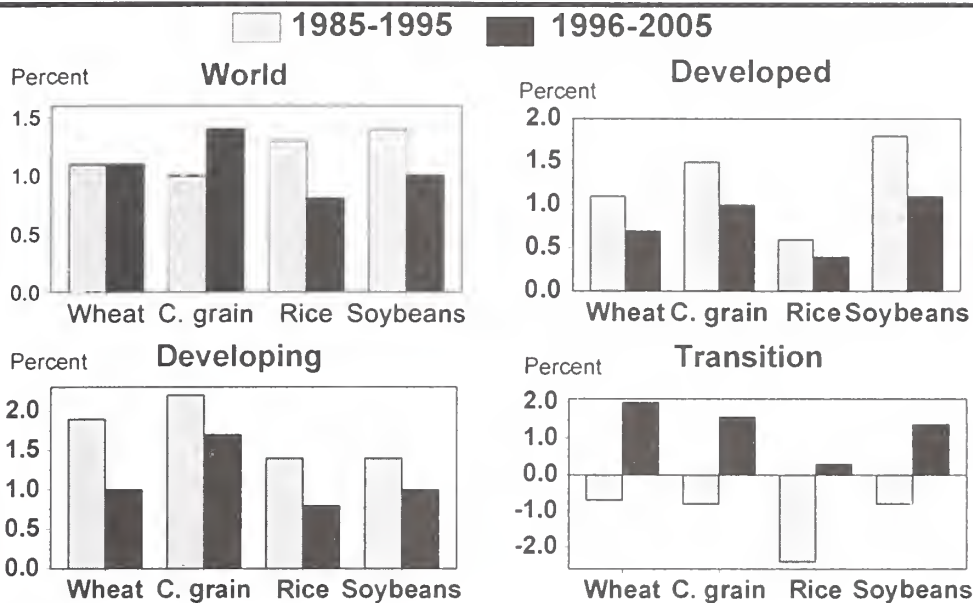 1985-1995 1996-2005
Percent World
1.5
1.0
0.5
0.0
Wheat C. grain Rice Soybeans
Percent Developed
2.0
1.5
1.0
0.5
0.0
Wheat C. grain Rice Soybeans
Percent Developing
2.0
1.5
1.0
0.5
0.0
Wheat C. grain Rice Soybeans
Percent Transition
2.0
1.0
0.0
-1.0
-2.0
Wheat C. grain Rice Soybeans